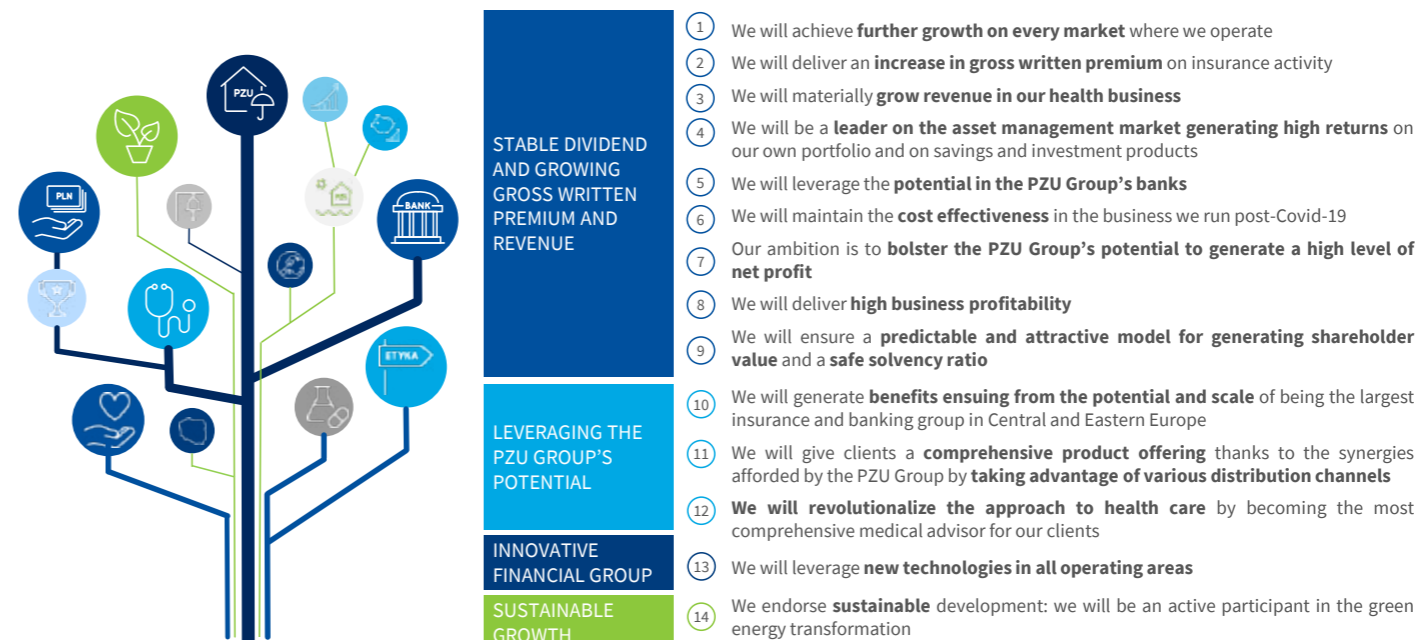 PZU
PLN
BANK
ETYKA
STABLE DIVIDEND
AND GROWING
GROSS WRITTEN
PREMIUM AND
REVENUE
1 We will achieve further growth on every market where we operate
2 We will deliver an increase in gross written premium on insurance activity
3 We will materially grow revenue in our health business
4 We will be a leader on the asset management market generating high returns on
our own portfolio and on savings and investment products
5 We will leverage the potential in the PZU Group's banks
6 We will maintain the cost effectiveness in the business we run post-Covid-19
7 Our ambition is to bolster the PZU Group's potential to generate a high level of
net profit
8 We will deliver high business profitability
9 We will ensure a predictable and attractive model for generating shareholder
value and a safe solvency ratio
LEVERAGING THE
PZU GROUP'S
POTENTIAL
10 We will generate benefits ensuing from the potential and scale of being the largest
insurance and banking group in Central and Eastern Europe
11 We will give clients a comprehensive product offering thanks to the synergies
afforded by the PZU Group by taking advantage of various distribution channels
12 We will revolutionalize the approach to health care by becoming the most
comprehensive medical advisor for our clients
INNOVATIVE
FINANCIAL GROUP
13 We will leverage new technologies in all operating areas
SUSTAINABLE
GROWTH
14 We endorse sustainable development: we will be an active participant in the green
energy transformation